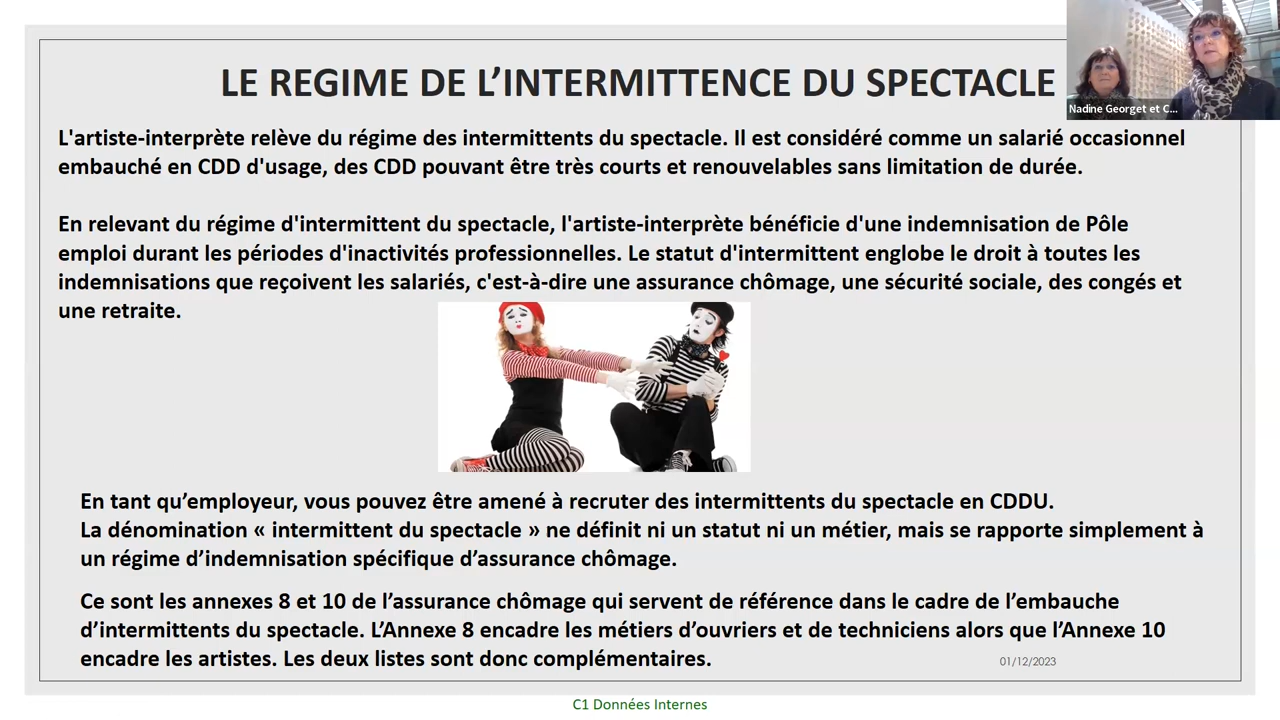 LE REGIME DE L’INTERMITTENCE DU SPECTACLE
Nadine Georget et C...
L'artiste-interprète relève du régime des intermittents du spectacle. Il est considéré comme un salarié occasionnel
embauché en CDD d'usage, des CDD pouvant être très courts et renouvelables sans limitation de durée.
En relevant du régime d'intermittent du spectacle, l'artiste-interprète bénéficie d'une indemnisation de Pôle
emploi durant les périodes d'inactivités professionnelles. Le statut d'intermittent englobe le droit à toutes les
indemnisations que reçoivent les salariés, c'est-à-dire une assurance chômage, une sécurité sociale, des congés et
une retraite.
En tant qu’employeur, vous pouvez être amené à recruter des intermittents du spectacle en CDDU.
La dénomination « intermittent du spectacle » ne définit ni un statut ni un métier, mais se rapporte simplement à
un régime d’indemnisation spécifique d’assurance chômage.
Ce sont les annexes 8 et 10 de l’assurance chômage qui servent de référence dans le cadre de l’embauche
d’intermittents du spectacle. L’Annexe 8 encadre les métiers d’ouvriers et de techniciens alors que l’Annexe 10
encadre les artistes. Les deux listes sont donc complémentaires.
01/12/2023
C1 Données Internes